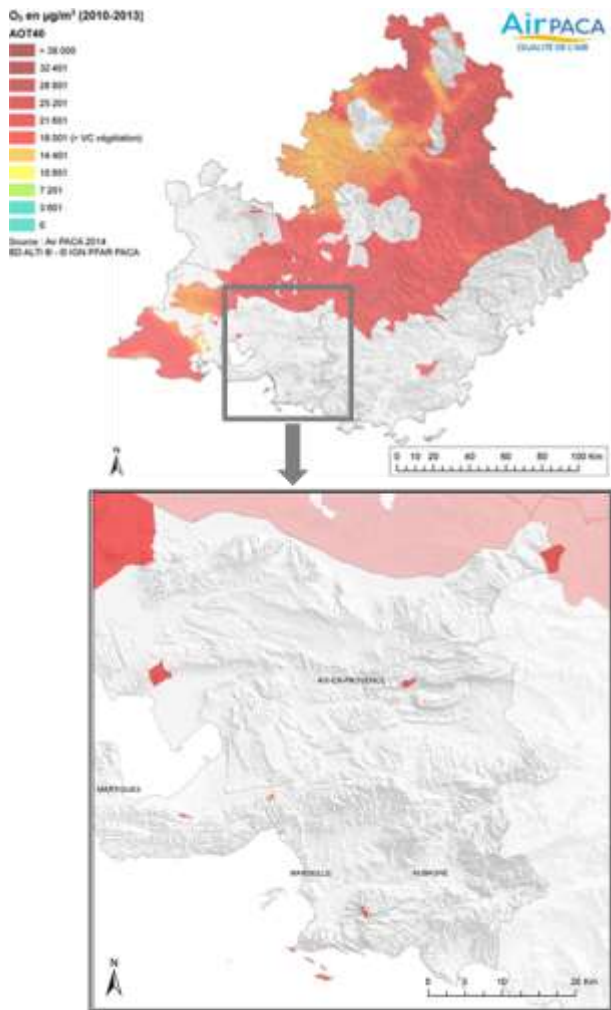 O₃ en µg/m³ (2010-2013)
AOT40
> 36 000
32 401
28 801
25 201
21 601
18 001 (> VC végétation)
14 401
10 801
7 201
3 601
0
Source : Air PACA 2014
BD ALTI ® - © IGN PFAR PACA
AirPACA
QUALITÉ DE L'AIR
N
0 10 20 40 60 80 100 Km
AIX-EN-PROVENCE
MARTIGUES
MARSEILLE
AUBAGNE
N
0 5 10 20 Km